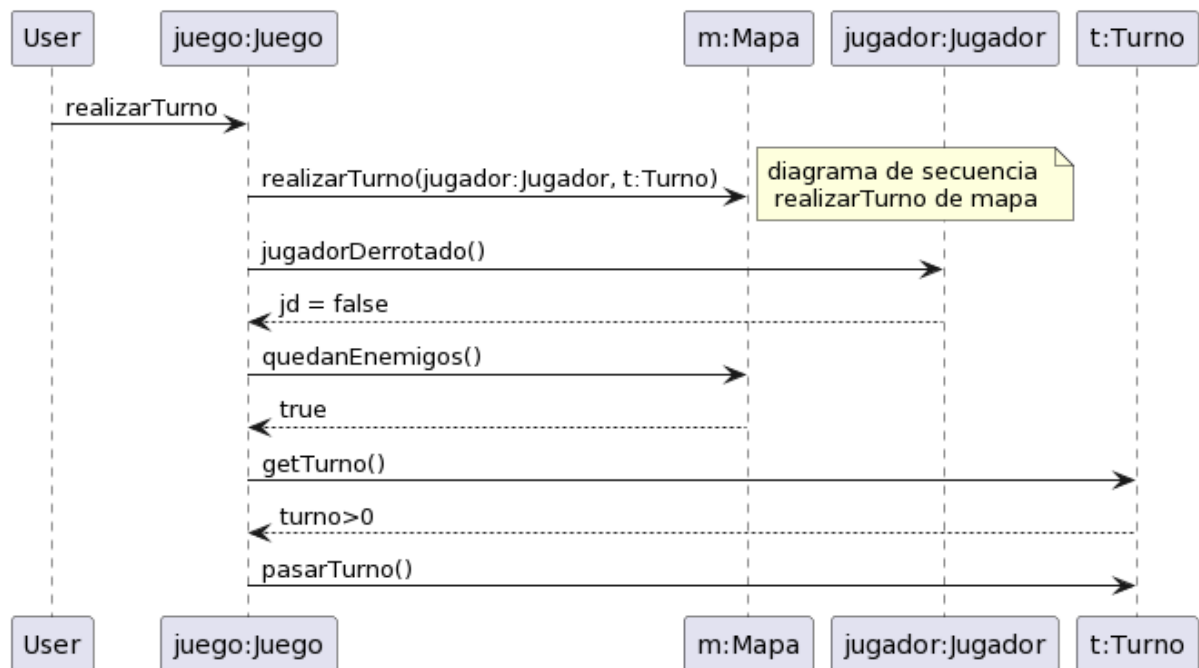 User
juego:Juego
m:Mapa
jugador:Jugador
t:Turno
realizarTurno
realizarTurno(jugador:Jugador, t:Turno)
diagrama de secuencia
realizarTurno de mapa
jugadorDerrotado()
jd = false
quedanEnemigos()
true
getTurno()
turno>0
pasarTurno()
User
juego:Juego
m:Mapa
jugador:Jugador
t:Turno